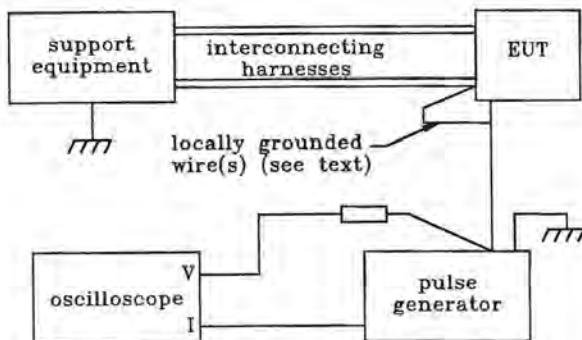 support
equipment
interconnecting
harnesses
EUT
locally grounded
wire(s) (see text)
V
oscilloscope
I
pulse
generator